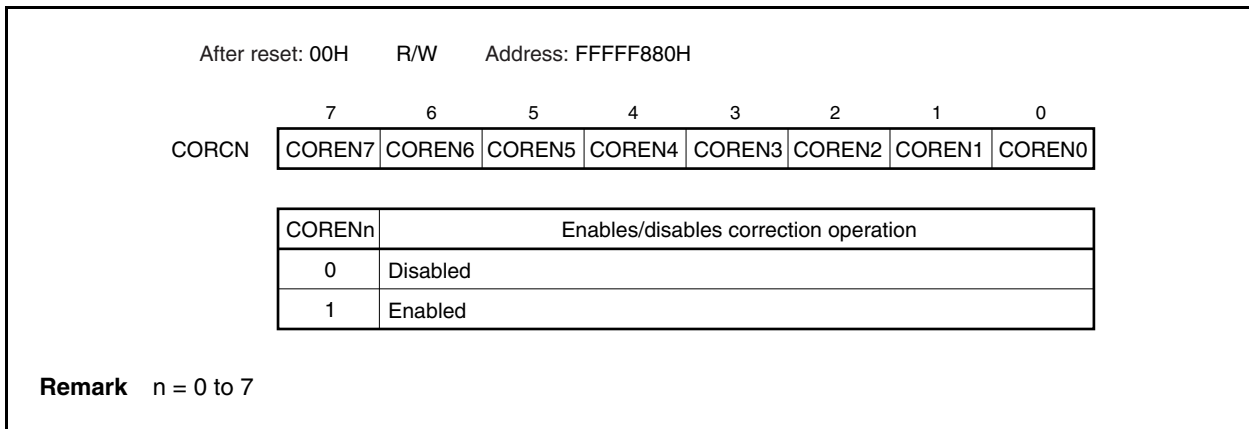 After reset: 00H R/W Address: FFFFF880H
7 6 5 4 3 2 1 0
CORCN COREN7 COREN6 COREN5 COREN4 COREN3 COREN2 COREN1 COREN0
CORENn Enables/disables correction operation
0 Disabled
1 Enabled
Remark n = 0 to 7